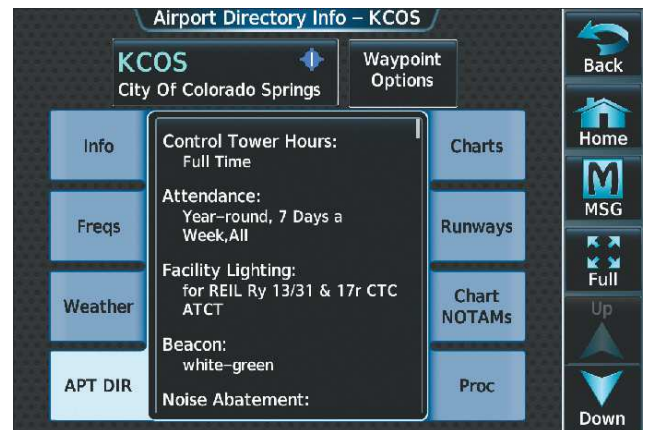 Airport Directory Info – KCOS
KCOS
City Of Colorado Springs
Waypoint
Options
Back
Home
MSG
Full
Up
Down
Info
Freqs
Weather
APT DIR
Control Tower Hours:
Full Time
Attendance:
Year–round, 7 Days a
Week,All
Facility Lighting:
for REIL Ry 13/31 & 17r CTC
ATCT
Beacon:
white–green
Noise Abatement:
Charts
Runways
Chart
NOTAMs
Proc